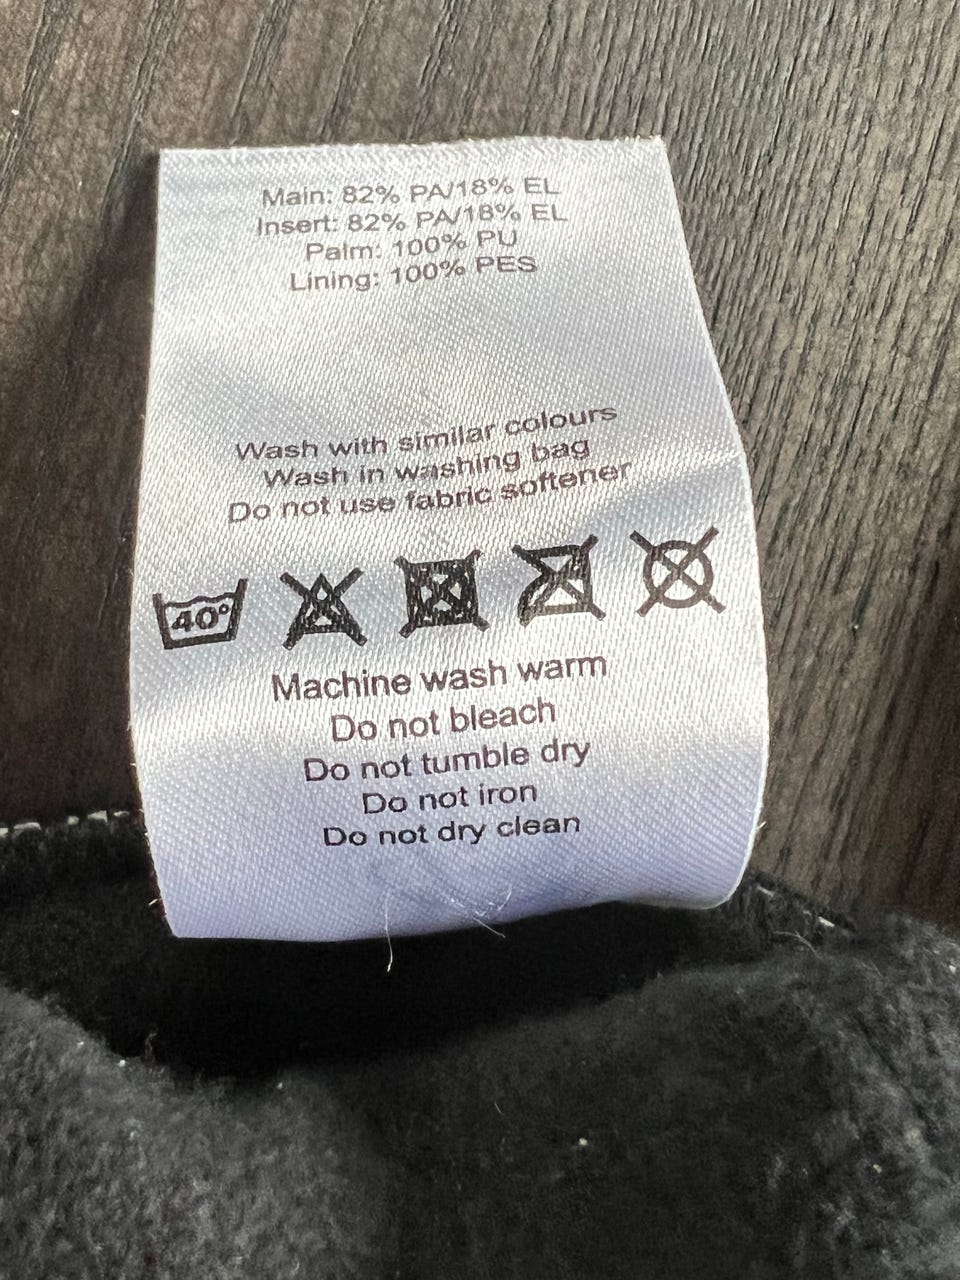 Main: 82% PA/18% EL
Insert: 82% PA/18% EL
Palm: 100% PU
Lining: 100% PES
Wash with similar colours
Wash in washing bag
Do not use fabric softener
40°
Machine wash warm
Do not bleach
Do not tumble dry
Do not iron
Do not dry clean